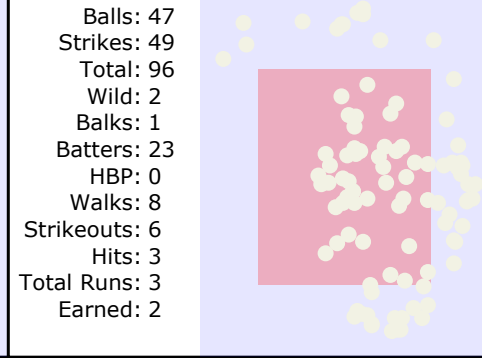 Balls: 47
Strikes: 49
Total: 96
Wild: 2
Balks: 1
Batters: 23
HBP: 0
Walks: 8
Strikeouts: 6
Hits: 3
Total Runs: 3
Earned: 2